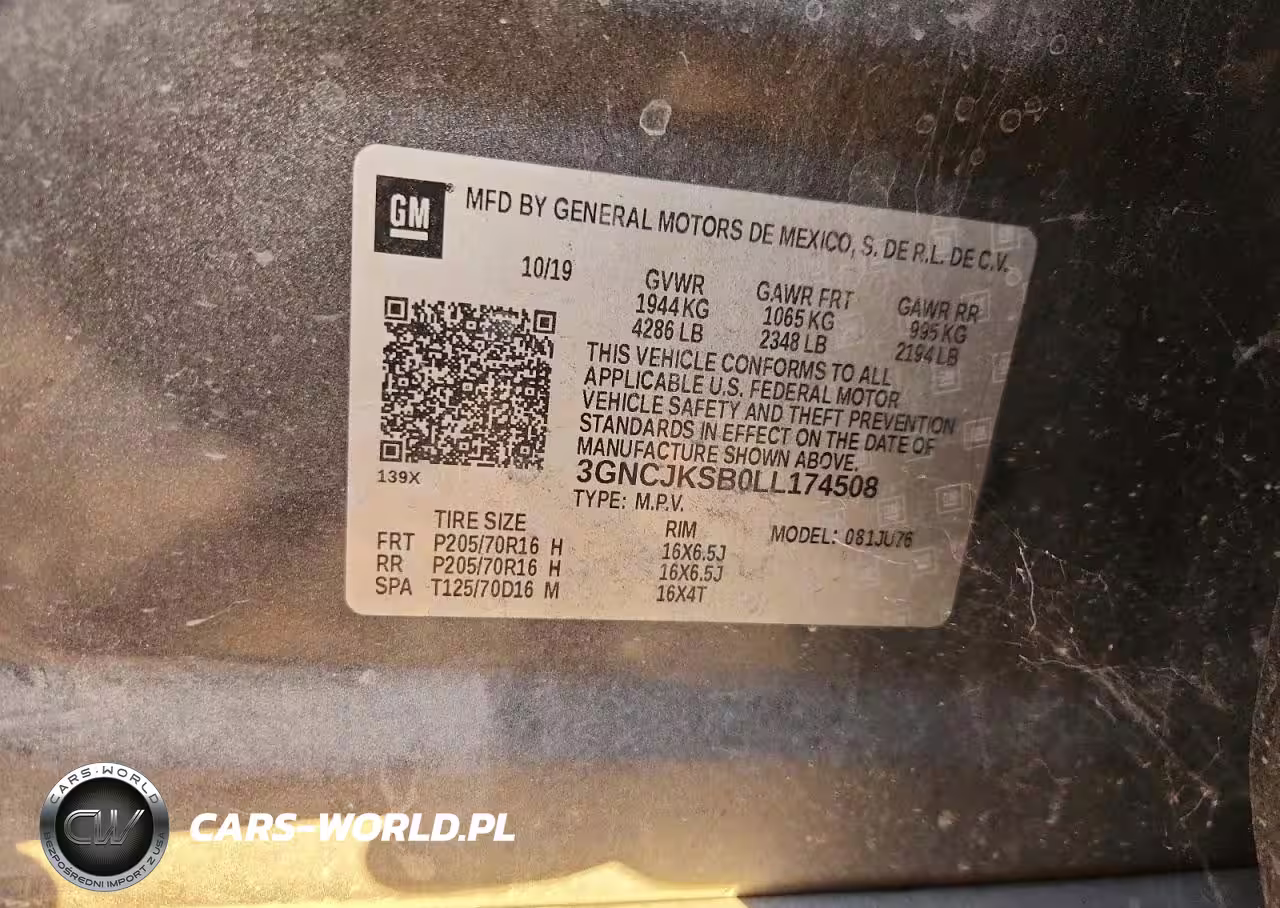 GM
MFD BY GENERAL MOTORS DE MEXICO, S. DE R.L. DE C.V.
10/19
GVWR
1944 KG
4286 LB
GAWR FRT
1065 KG
2348 LB
GAWR RR
995 KG
2194 LB
THIS VEHICLE CONFORMS TO ALL
APPLICABLE U.S. FEDERAL MOTOR
VEHICLE SAFETY AND THEFT PREVENTION
STANDARDS IN EFFECT ON THE DATE OF
MANUFACTURE SHOWN ABOVE.
3GNCJKSB0LL174508
TYPE: M.P.V.
139X
TIRE SIZE RIM MODEL: 081JU76
FRT P205/70R16 H 16X6.5J
RR P205/70R16 H 16X6.5J
SPA T125/70D16 M 16X4T
CARS-WORLD
CW
BEZPOŚREDNI IMPORT Z USA
CARS-WORLD.PL